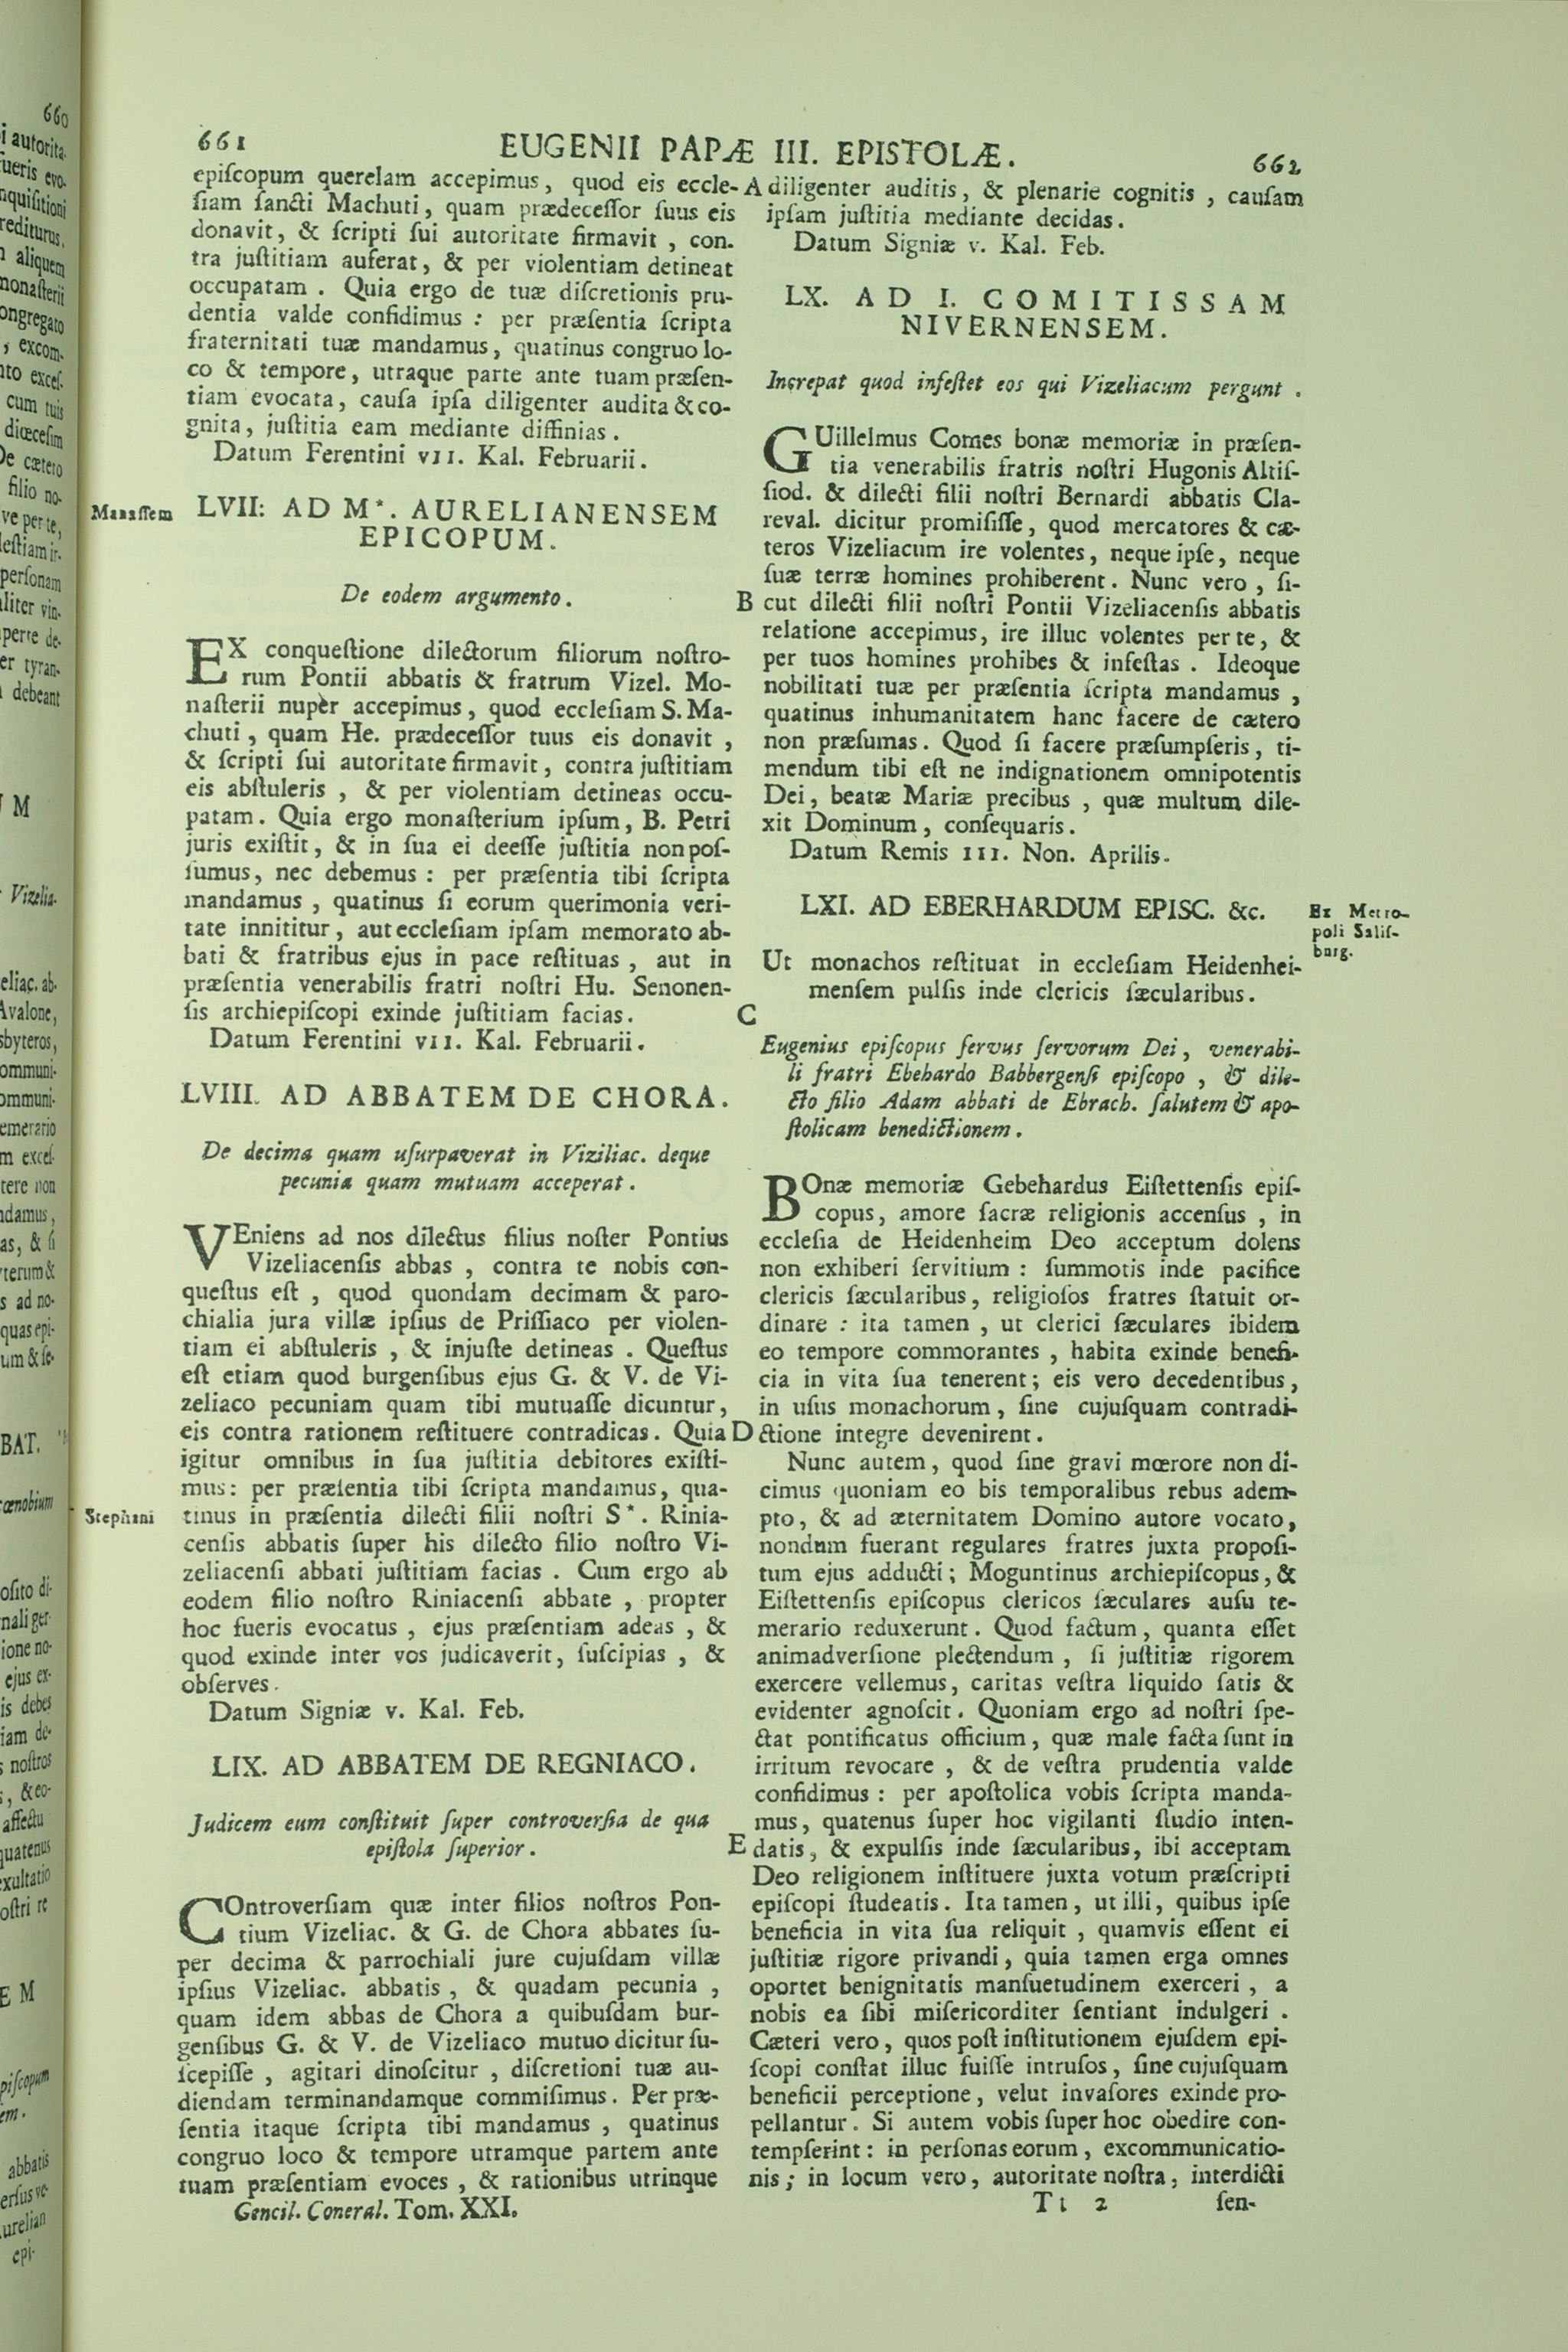 661
EUGENII PAPÆ III. EPISTOLÆ.
662
epiſcopum querelam accepimus, quod eis eccle-
ſiam ſancti Machuti, quam prædeceſſor ſuus eis
donavit, & ſcripti ſui autoritate firmavit, con.
tra juſtitiam auferat, & per violentiam detineat
occupatam. Quia ergo de tuæ diſcretionis pru-
dentia valde confidimus: per præſentia ſcripta
fraternitati tuæ mandamus, quatinus congruo lo-
co & tempore, utraque parte ante tuam præſen-
tiam evocata, cauſa ipſa diligenter audita & co-
gnita, juſtitia eam mediante diffinias.
Datum Ferentini VII. Kal. Februarii.
Manaſſem
LVII: AD M*. AURELIANENSEM
EPICOPUM.
De eodem argumento.
EX conqueſtione dilectorum filiorum noſtro-
rum Pontii abbatis & fratrum Vizel. Mo-
naſterii nupèr accepimus, quod eccleſiam S. Ma-
chuti, quam He. prædeceſſor tuus eis donavit,
& ſcripti ſui autoritate firmavit, contra juſtitiam
eis abſtuleris, & per violentiam detineas occu-
patam. Quia ergo monaſterium ipſum, B. Petri
juris exiſtit, & in ſua ei deeſſe juſtitia non poſ-
ſumus, nec debemus: per præſentia tibi ſcripta
mandamus, quatinus ſi eorum querimonia veri-
tate innititur, aut eccleſiam ipſam memorato ab-
bati & fratribus ejus in pace reſtituas, aut in
præſentia venerabilis fratri noſtri Hu. Senonen-
ſis archiepiſcopi exinde juſtitiam facias.
Datum Ferentini VII. Kal. Februarii.
LVIII. AD ABBATEM DE CHORA.
De decima quam uſurpaverat in Viziliac. deque
pecunia quam mutuam acceperat.
VEniens ad nos dilectus filius noſter Pontius
Vizeliacenſis abbas, contra te nobis con-
queſtus eſt, quod quondam decimam & paro-
chialia jura villæ ipſius de Priſſiaco per violen-
tiam ei abſtuleris, & injuſte detineas. Queſtus
eſt etiam quod burgenſibus ejus G. & V. de Vi-
zeliaco pecuniam quam tibi mutuaſſe dicuntur,
eis contra rationem reſtituere contradicas. Quia
igitur omnibus in ſua juſtitia debitores exiſti-
mus: per præſentia tibi ſcripta mandamus, qua-
Stephani
tinus in præſentia dilecti filii noſtri S*. Rinia-
cenſis abbatis ſuper his dilecto filio noſtro Vi-
zeliacenſi abbati juſtitiam facias. Cum ergo ab
eodem filio noſtro Riniacenſi abbate, propter
hoc fueris evocatus, ejus præſentiam adeas, &
quod exinde inter vos judicaverit, ſuſcipias, &
obſerves.
Datum Signiæ v. Kal. Feb.
LIX. AD ABBATEM DE REGNIACO.
Judicem eum conſtituit ſuper controverſia de qua
epiſtola ſuperior.
COntroverſiam quæ inter filios noſtros Pon-
tium Vizeliac. & G. de Chora abbates ſu-
per decima & parrochiali jure cujuſdam villæ
ipſius Vizeliac. abbatis, & quadam pecunia,
quam idem abbas de Chora a quibuſdam bur-
genſibus G. & V. de Vizeliaco mutuo dicitur ſu-
ſcepiſſe, agitari dinoſcitur, diſcretioni tuæ au-
diendam terminandamque commiſimus. Per præ-
ſentia itaque ſcripta tibi mandamus, quatinus
congruo loco & tempore utramque partem ante
tuam præſentiam evoces, & rationibus utrinque
Gencil. Coneral. Tom. XXI.
A diligenter auditis, & plenarie cognitis, cauſam
ipſam juſtitia mediante decidas.
Datum Signiæ v. Kal. Feb.
LX. AD I. COMITISSAM
NIVERNENSEM.
Increpat quod infeſtet eos qui Vizeliacum pergunt.
GUillelmus Comes bonæ memoriæ in præſen-
tia venerabilis fratris noſtri Hugonis Altiſ-
ſiod. & dilecti filii noſtri Bernardi abbatis Cla-
reval. dicitur promiſiſſe, quod mercatores & cæ-
teros Vizeliacum ire volentes, neque ipſe, neque
ſuæ terræ homines prohiberent. Nunc vero, ſi-
B cut dilecti filii noſtri Pontii Vizeliacenſis abbatis
relatione accepimus, ire illuc volentes per te, &
per tuos homines prohibes & infeſtas. Ideoque
nobilitati tuæ per præſentia ſcripta mandamus,
quatinus inhumanitatem hanc facere de cætero
non præſumas. Quod ſi facere præſumpſeris, ti-
mendum tibi eſt ne indignationem omnipotentis
Dei, beatæ Mariæ precibus, quæ multum dile-
xit Dominum, conſequaris.
Datum Remis III. Non. Aprilis.
LXI. AD EBERHARDUM EPISC. &c.
Ex Metro-
poli Saliſ-
burg.
Ut monachos reſtituat in eccleſiam Heidenhei-
menſem pulſis inde clericis ſæcularibus.
C
Eugenius epiſcopus ſervus ſervorum Dei, venerabi-
li fratri Ebehardo Babbergenſi epiſcopo, & dile-
cto filio Adam abbati de Ebrach. ſalutem & apo-
ſtolicam benedictionem.
BOnæ memoriæ Gebehardus Eiſtettenſis epiſ-
copus, amore ſacræ religionis accenſus, in
eccleſia de Heidenheim Deo acceptum dolens
non exhiberi ſervitium: ſummotis inde pacifice
clericis ſæcularibus, religioſos fratres ſtatuit or-
dinare: ita tamen, ut clerici ſæculares ibidem
eo tempore commorantes, habita exinde benefi-
cia in vita ſua tenerent; eis vero decedentibus,
in uſus monachorum, ſine cujuſquam contradi-
D ctione integre devenirent.
Nunc autem, quod ſine gravi mœrore non di-
cimus quoniam eo bis temporalibus rebus adem-
pto, & ad æternitatem Domino autore vocato,
nondum fuerant regulares fratres juxta propoſi-
tum ejus adducti; Moguntinus archiepiſcopus, &
Eiſtettenſis epiſcopus clericos ſæculares auſu te-
merario reduxerunt. Quod factum, quanta eſſet
animadverſione plectendum, ſi juſtitiæ rigorem
exercere vellemus, caritas veſtra liquido ſatis &
evidenter agnoſcit. Quoniam ergo ad noſtri ſpe-
ctat pontificatus officium, quæ male facta ſunt in
irritum revocare, & de veſtra prudentia valde
confidimus: per apoſtolica vobis ſcripta manda-
mus, quatenus ſuper hoc vigilanti ſtudio inten-
E datis, & expulſis inde ſæcularibus, ibi acceptam
Deo religionem inſtituere juxta votum præſcripti
epiſcopi ſtudeatis. Ita tamen, ut illi, quibus ipſe
beneficia in vita ſua reliquit, quamvis eſſent ei
juſtitiæ rigore privandi, quia tamen erga omnes
oportet benignitatis manſuetudinem exerceri, a
nobis ea ſibi miſericorditer ſentiant indulgeri.
Cæteri vero, quos poſt inſtitutionem ejuſdem epi-
ſcopi conſtat illuc fuiſſe intruſos, ſine cujuſquam
beneficii perceptione, velut invaſores exinde pro-
pellantur. Si autem vobis ſuper hoc obedire con-
tempſerint: in perſonas eorum, excommunicatio-
nis; in locum vero, autoritate noſtra, interdicti
Tt 2
ſen-